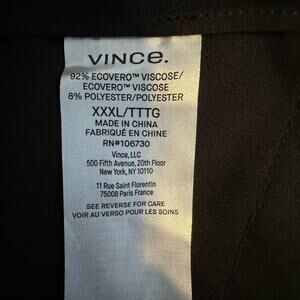 VINCE.
92% ECOVERO™ VISCOSE/
ECOVERO™ VISCOSE
8% POLYESTER/POLYESTER
XXXL/TTTG
MADE IN CHINA
FABRIQUÉ EN CHINE
RN#106730
Vince, LLC
500 Fifth Avenue, 20th Floor
New York, NY 10110
11 Rue Saint Florentin
75008 Paris France
SEE REVERSE FOR CARE
VOIR AU VERSO POUR LES SOINS